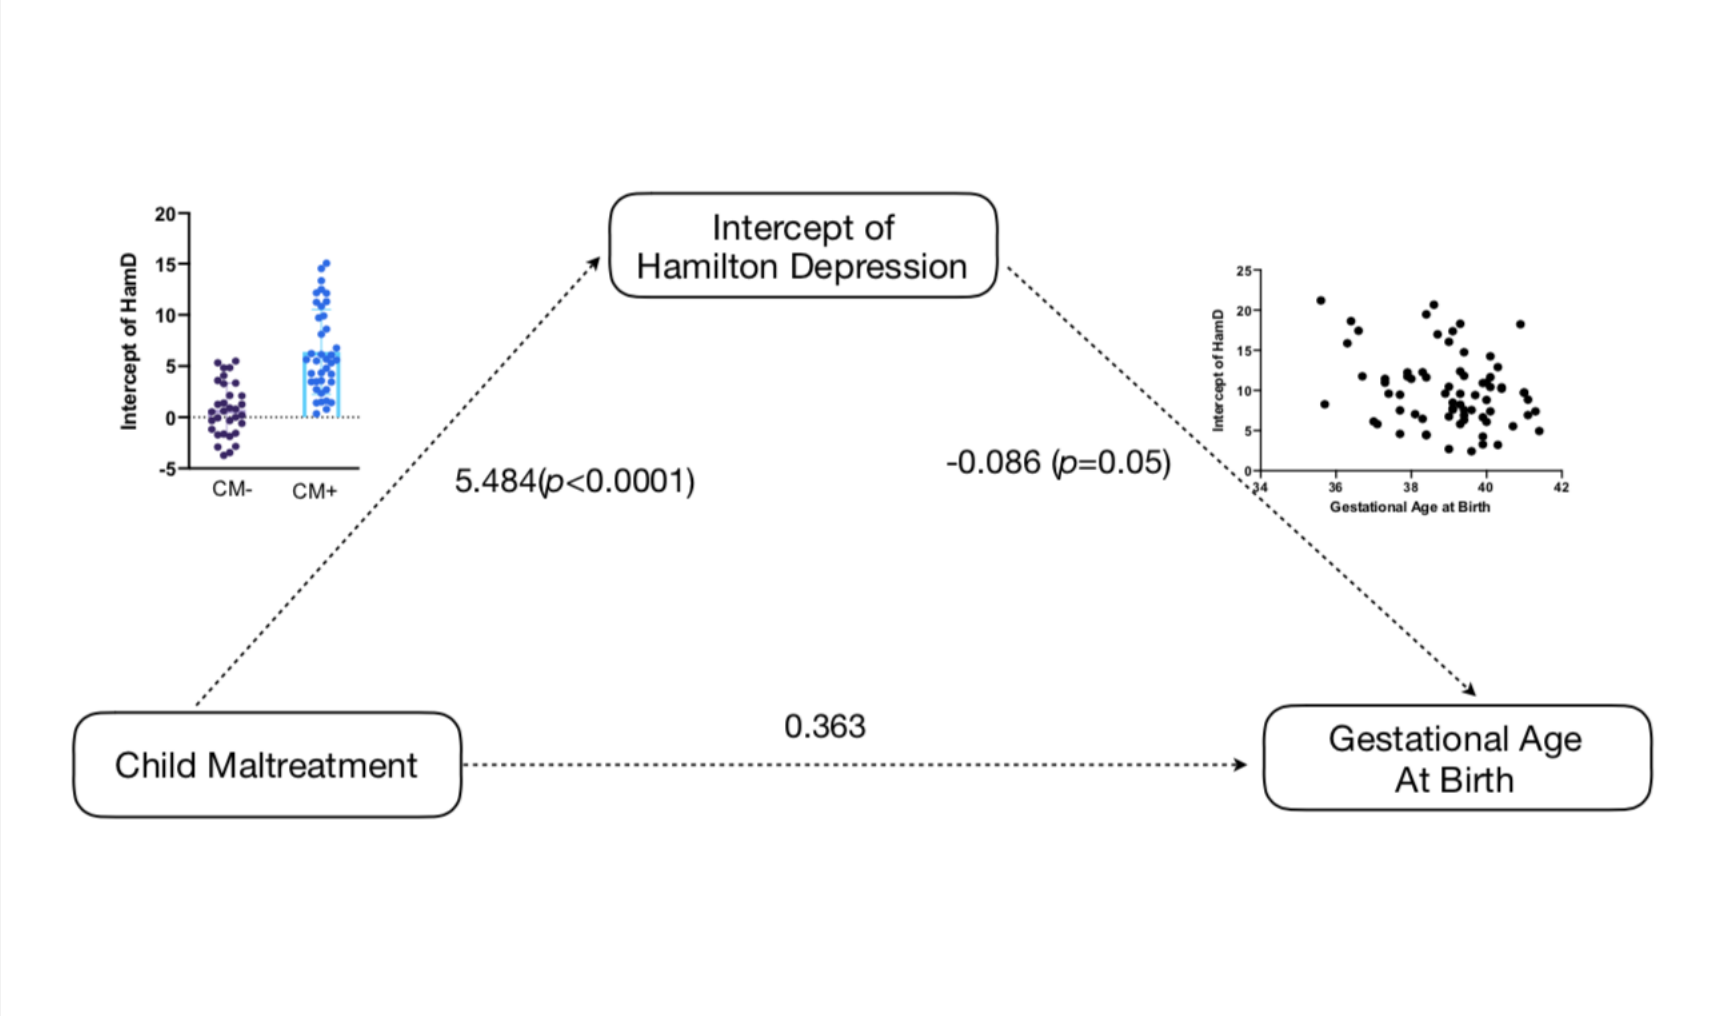 Intercept of
Hamilton Depression
20
15
10
5
0
-5
Intercept of HamD
CM-
CM+
5.484(p<0.0001)
-0.086 (p=0.05)
25
20
15
10
5
0
Intercept of HamD
34
36
38
40
42
Gestational Age at Birth
0.363
Child Maltreatment
Gestational Age
At Birth